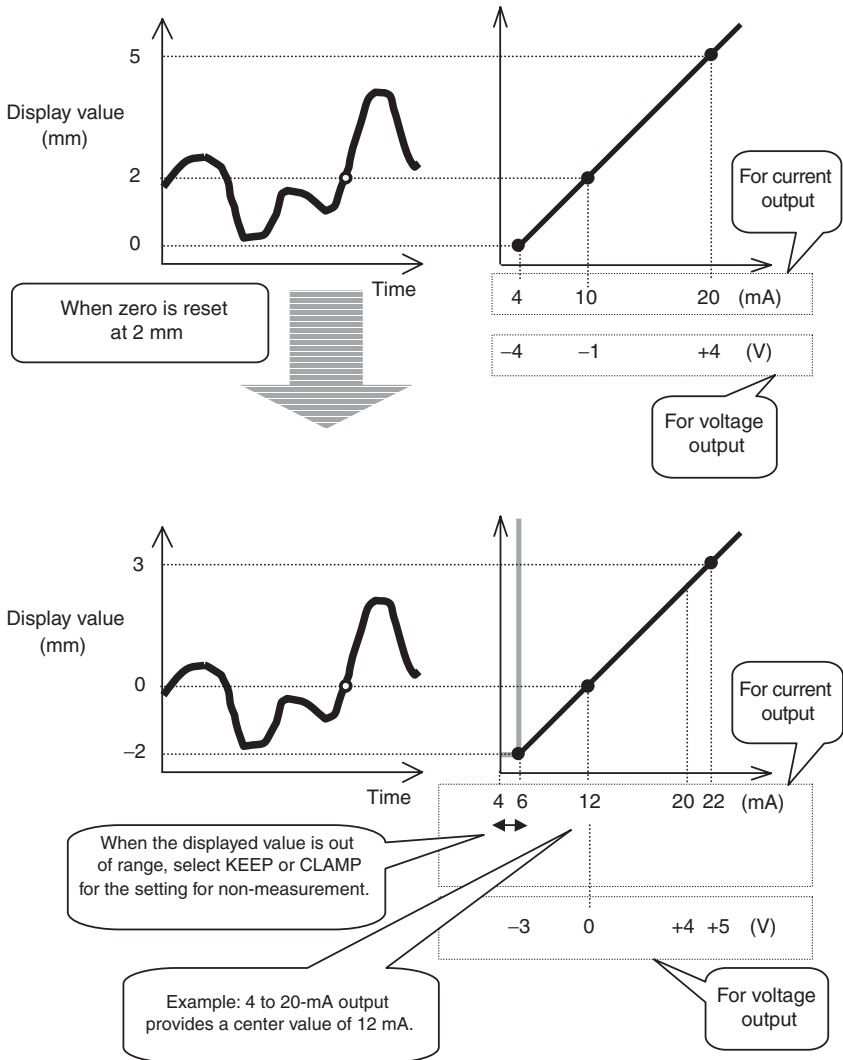 5
Display value
(mm)
2
0
Time
For current
output
4 10 20 (mA)
−4 −1 +4 (V)
For voltage
output
When zero is reset
at 2 mm
3
Display value
(mm)
0
−2
Time
For current
output
4 6 12 20 22 (mA)
When the displayed value is out
of range, select KEEP or CLAMP
for the setting for non-measurement.
−3 0 +4 +5 (V)
Example: 4 to 20-mA output
provides a center value of 12 mA.
For voltage
output